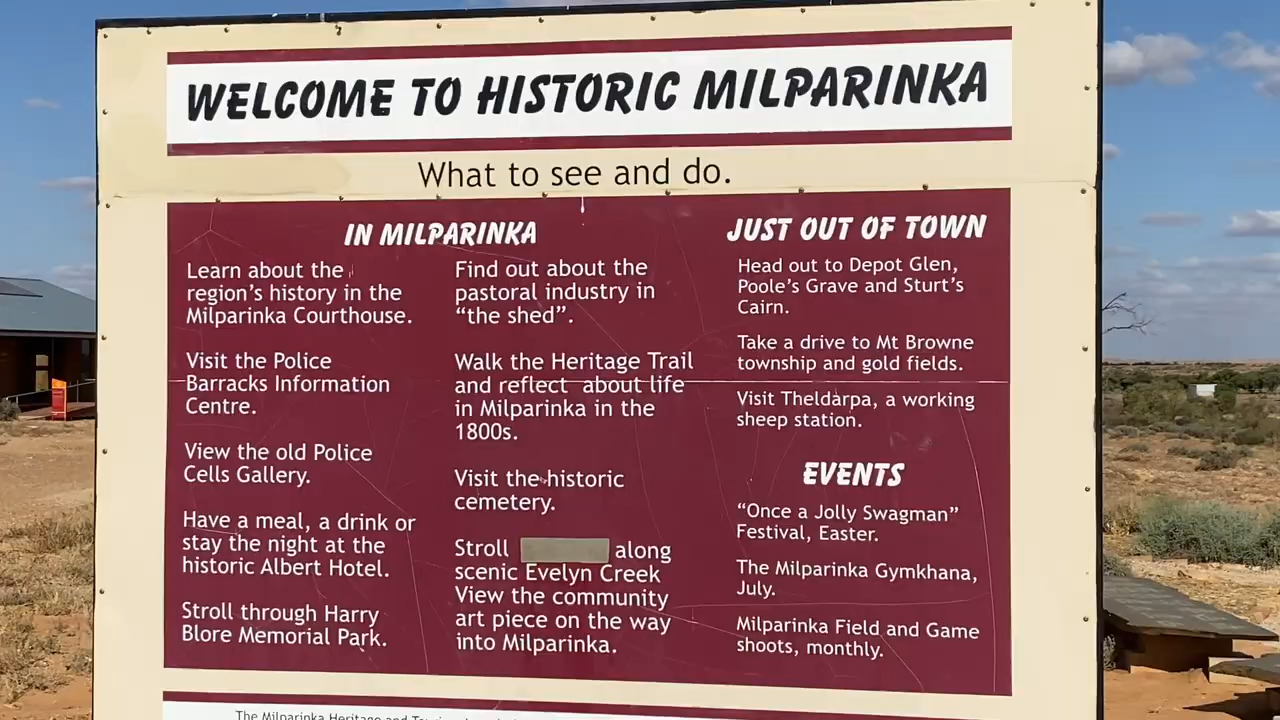 WELCOME TO HISTORIC MILPARINKA
What to see and do.
IN MILPARINKA
Learn about the
region's history in the
Milparinka Courthouse.
Visit the Police
Barracks Information
Centre.
View the old Police
Cells Gallery.
Have a meal, a drink or
stay the night at the
historic Albert Hotel.
Stroll through Harry
Blore Memorial Park.
Find out about the
pastoral industry in
"the shed".
Walk the Heritage Trail
and reflect about life
in Milparinka in the
1800s.
Visit the historic
cemetery.
Stroll along
scenic Evelyn Creek
View the community
art piece on the way
into Milparinka.
JUST OUT OF TOWN
Head out to Depot Glen,
Poole's Grave and Sturt's
Cairn.
Take a drive to Mt Browne
township and gold fields.
Visit Theldarpa, a working
sheep station.
EVENTS
"Once a Jolly Swagman"
Festival, Easter.
The Milparinka Gymkhana,
July.
Milparinka Field and Game
shoots, monthly.
The Milparinka Heritage and